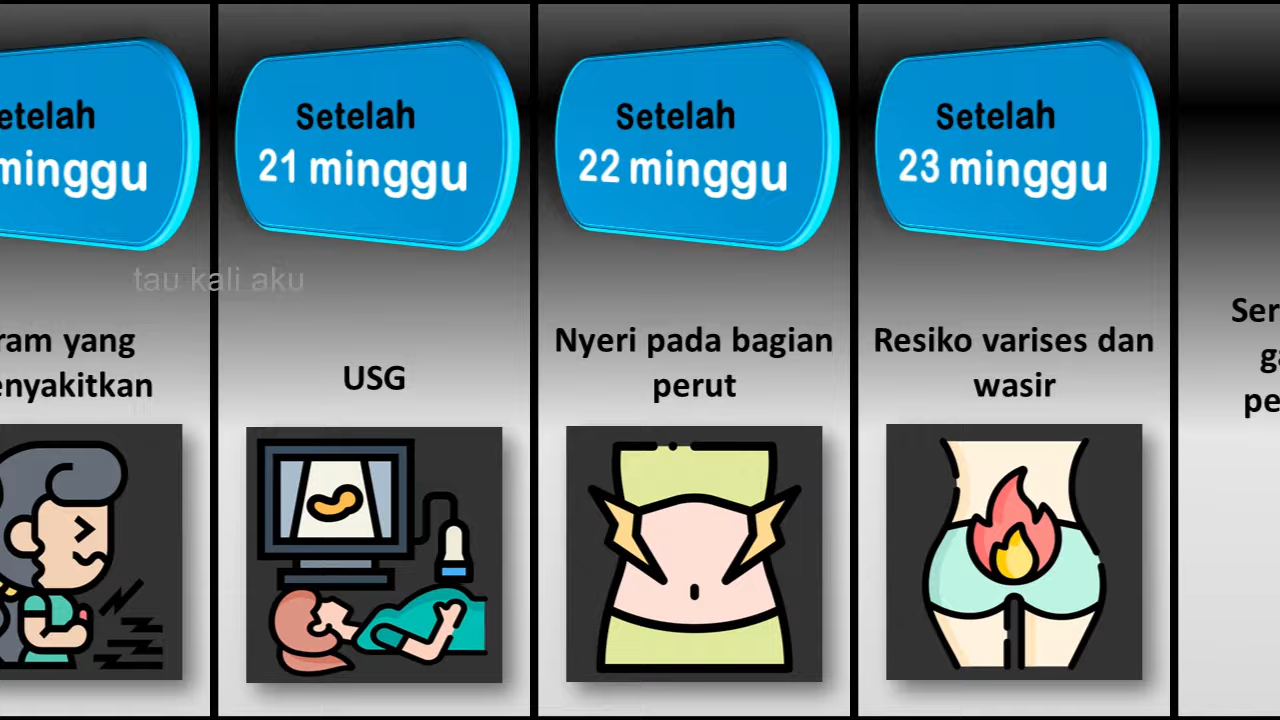 etelah
minggu
ram yang
enyakitkan
Setelah
21 minggu
USG
Setelah
22 minggu
Nyeri pada bagian
perut
Setelah
23 minggu
Resiko varises dan
wasir
Ser
ga
pe
tau kali aku